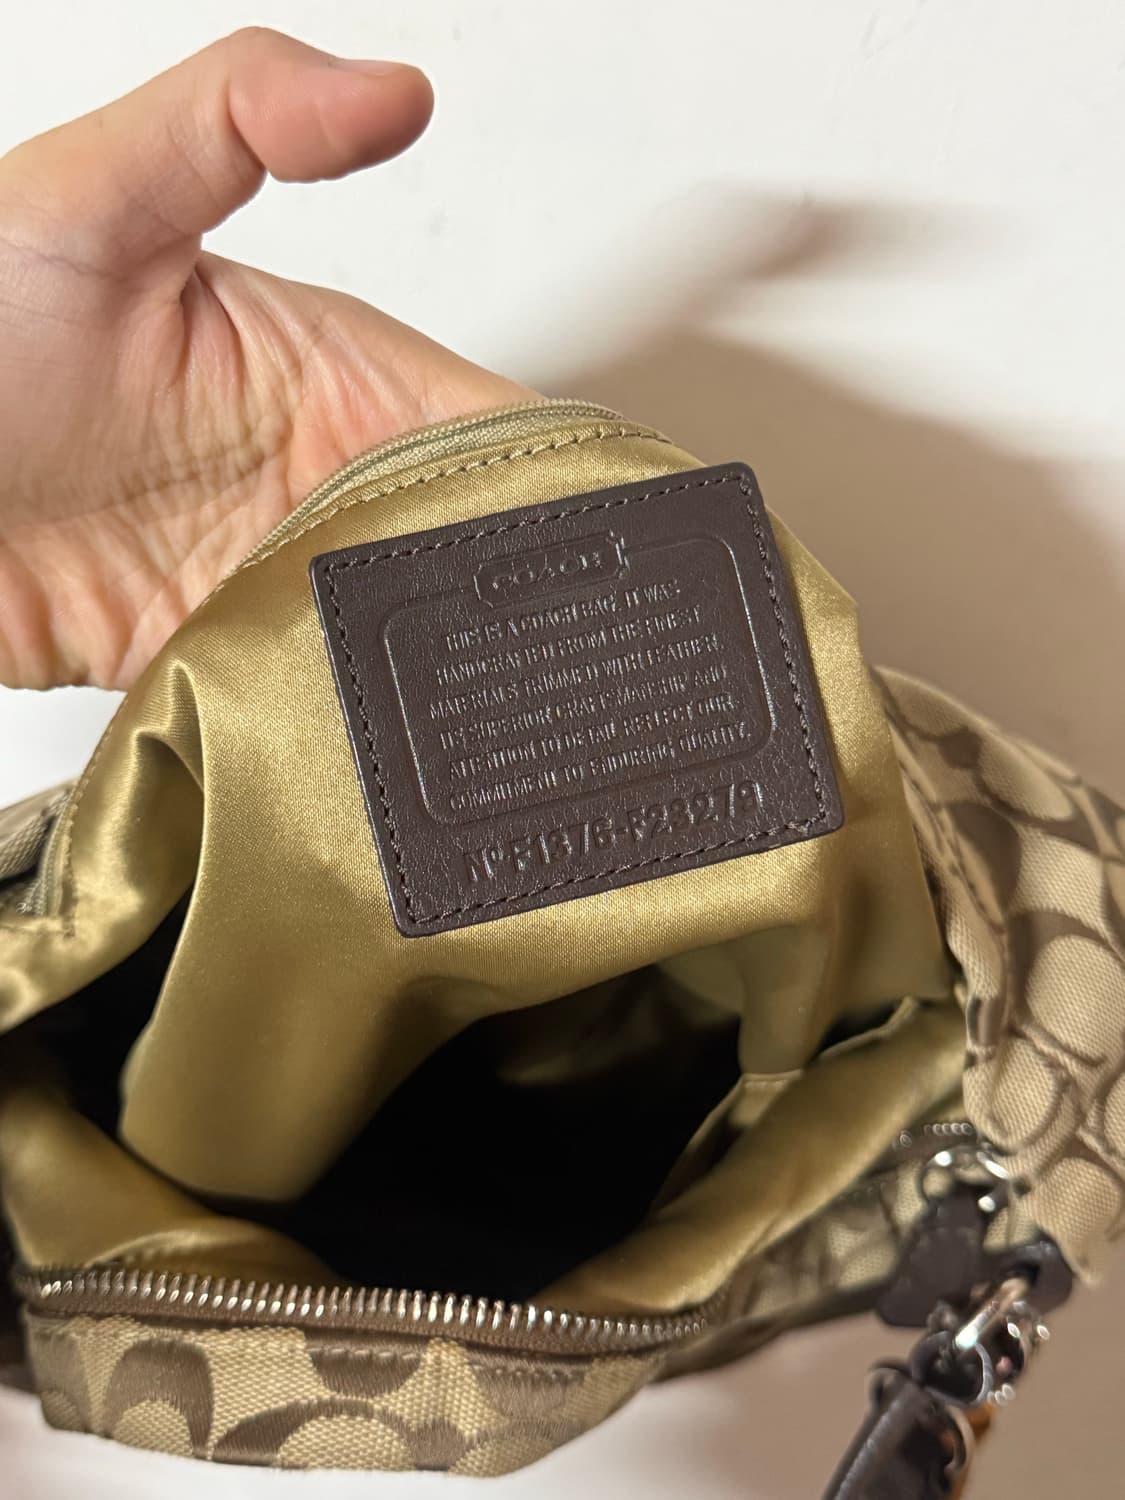 COACH
THIS IS A COACH BAG. IT WAS
HANDCRAFTED FROM THE FINEST
MATERIALS TRIMMED WITH LEATHER.
ITS SUPERIOR CRAFTSMANSHIP AND
ATTENTION TO DETAIL REFLECT OUR
COMMITMENT TO ENDURING QUALITY.
Nº F1376-F23279